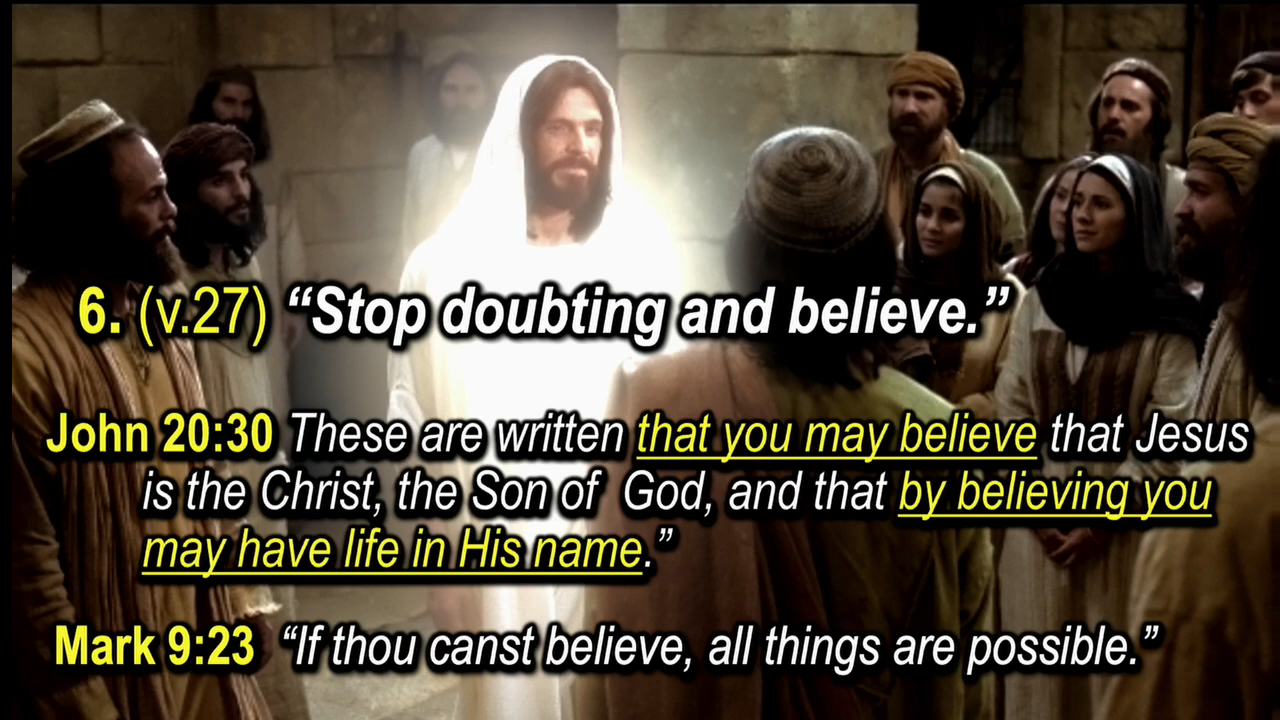 6. (v.27) “Stop doubting and believe.”
John 20:30 These are written that you may believe that Jesus
is the Christ, the Son of God, and that by believing you
may have life in His name.”
Mark 9:23 “If thou canst believe, all things are possible.”